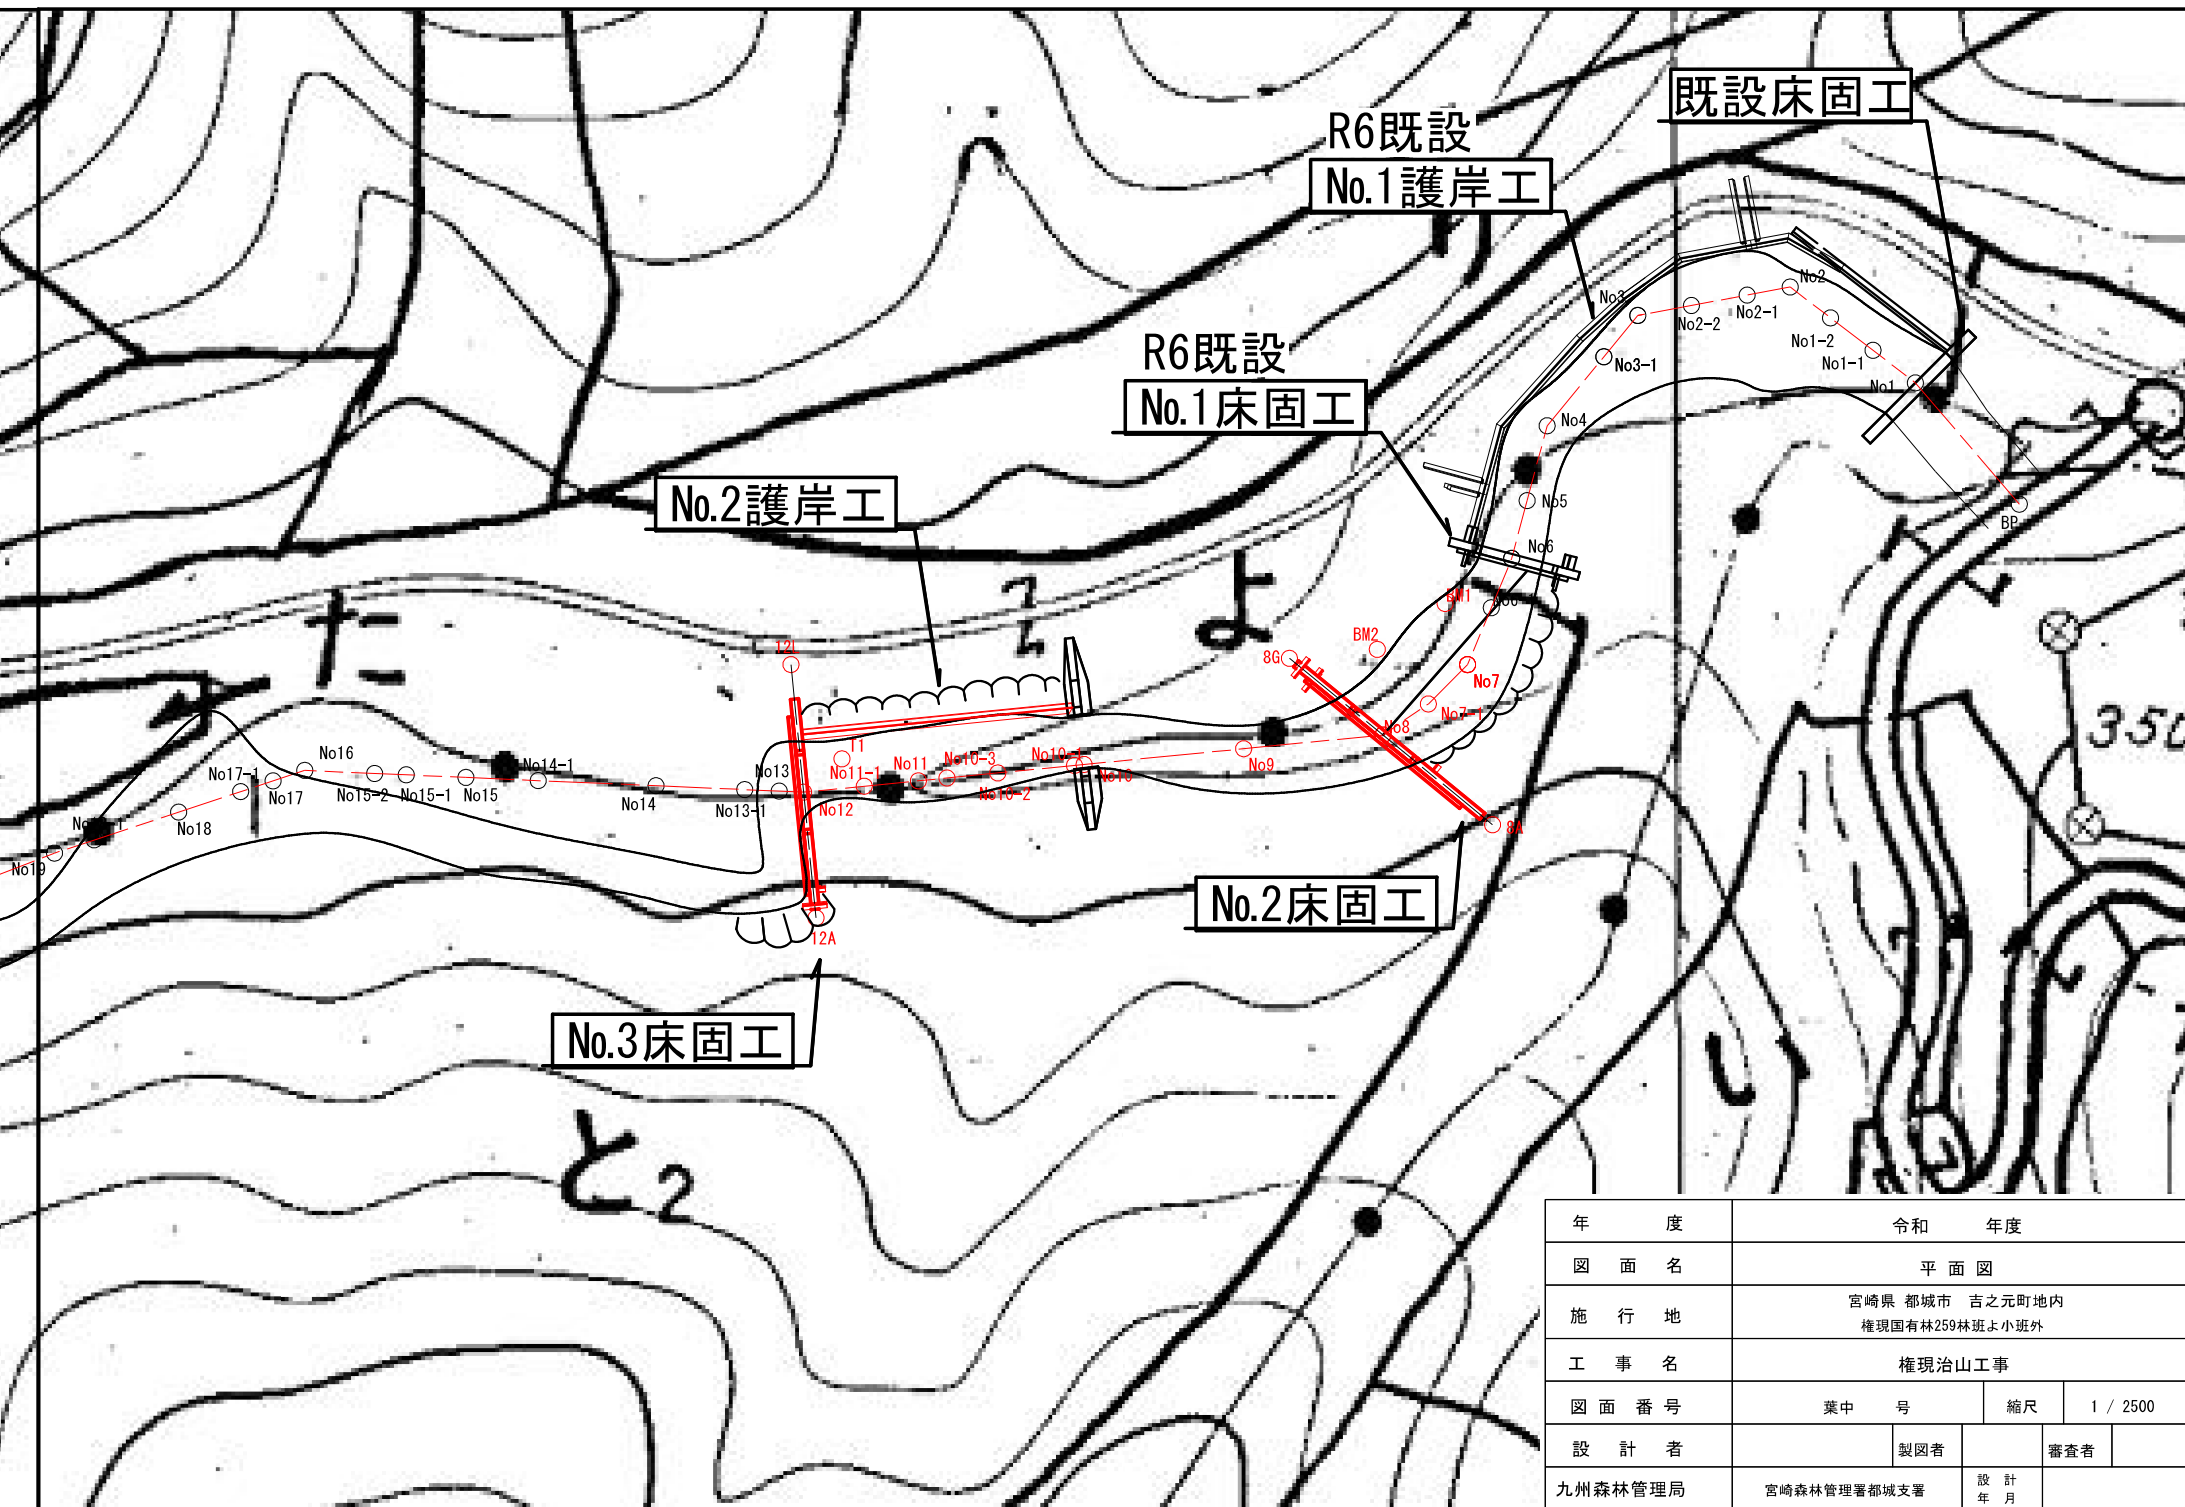 既設床固工
R6既設
No.1護岸工
R6既設
No.1床固工
No.2護岸工
No.2床固工
No.3床固工
No2
No2-1
No2-2
No3
No1-2
No1-1
No1
No3-1
No4
No5
BP
No6
BM1
BM2
8G
No7
No7-1
No8
8A
No9
No10
No10-1
No10-2
No10-3
No11
No11-1
T1
No12
12A
No13
No13-1
No14
No14-1
No15
No15-1
No15-2
No16
No17
No17-1
No18
No19
350
よ
と2
年度 令和 年度
図面名 平面図
施行地 宮崎県 都城市 吉之元町地内
権現国有林259林班よ小班外
工事名 権現治山工事
図面番号 葉中 号 縮尺 1 / 2500
設計者 製図者 審査者
九州森林管理局 宮崎森林管理署都城支署 設計
年月